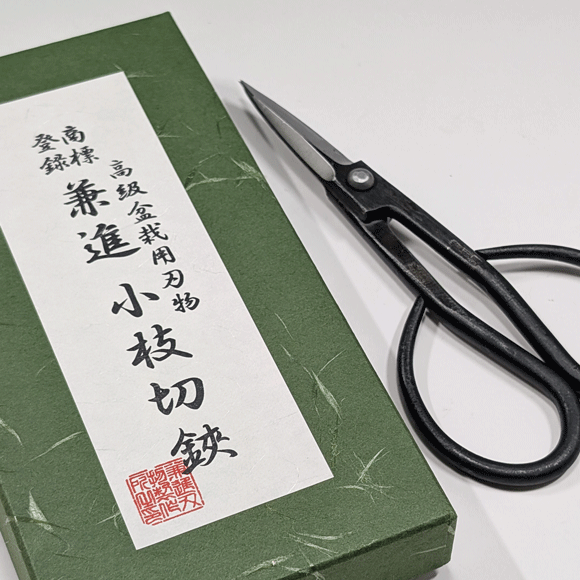 高級盆栽用刃物
商標
登録
兼進 小枝切鋏